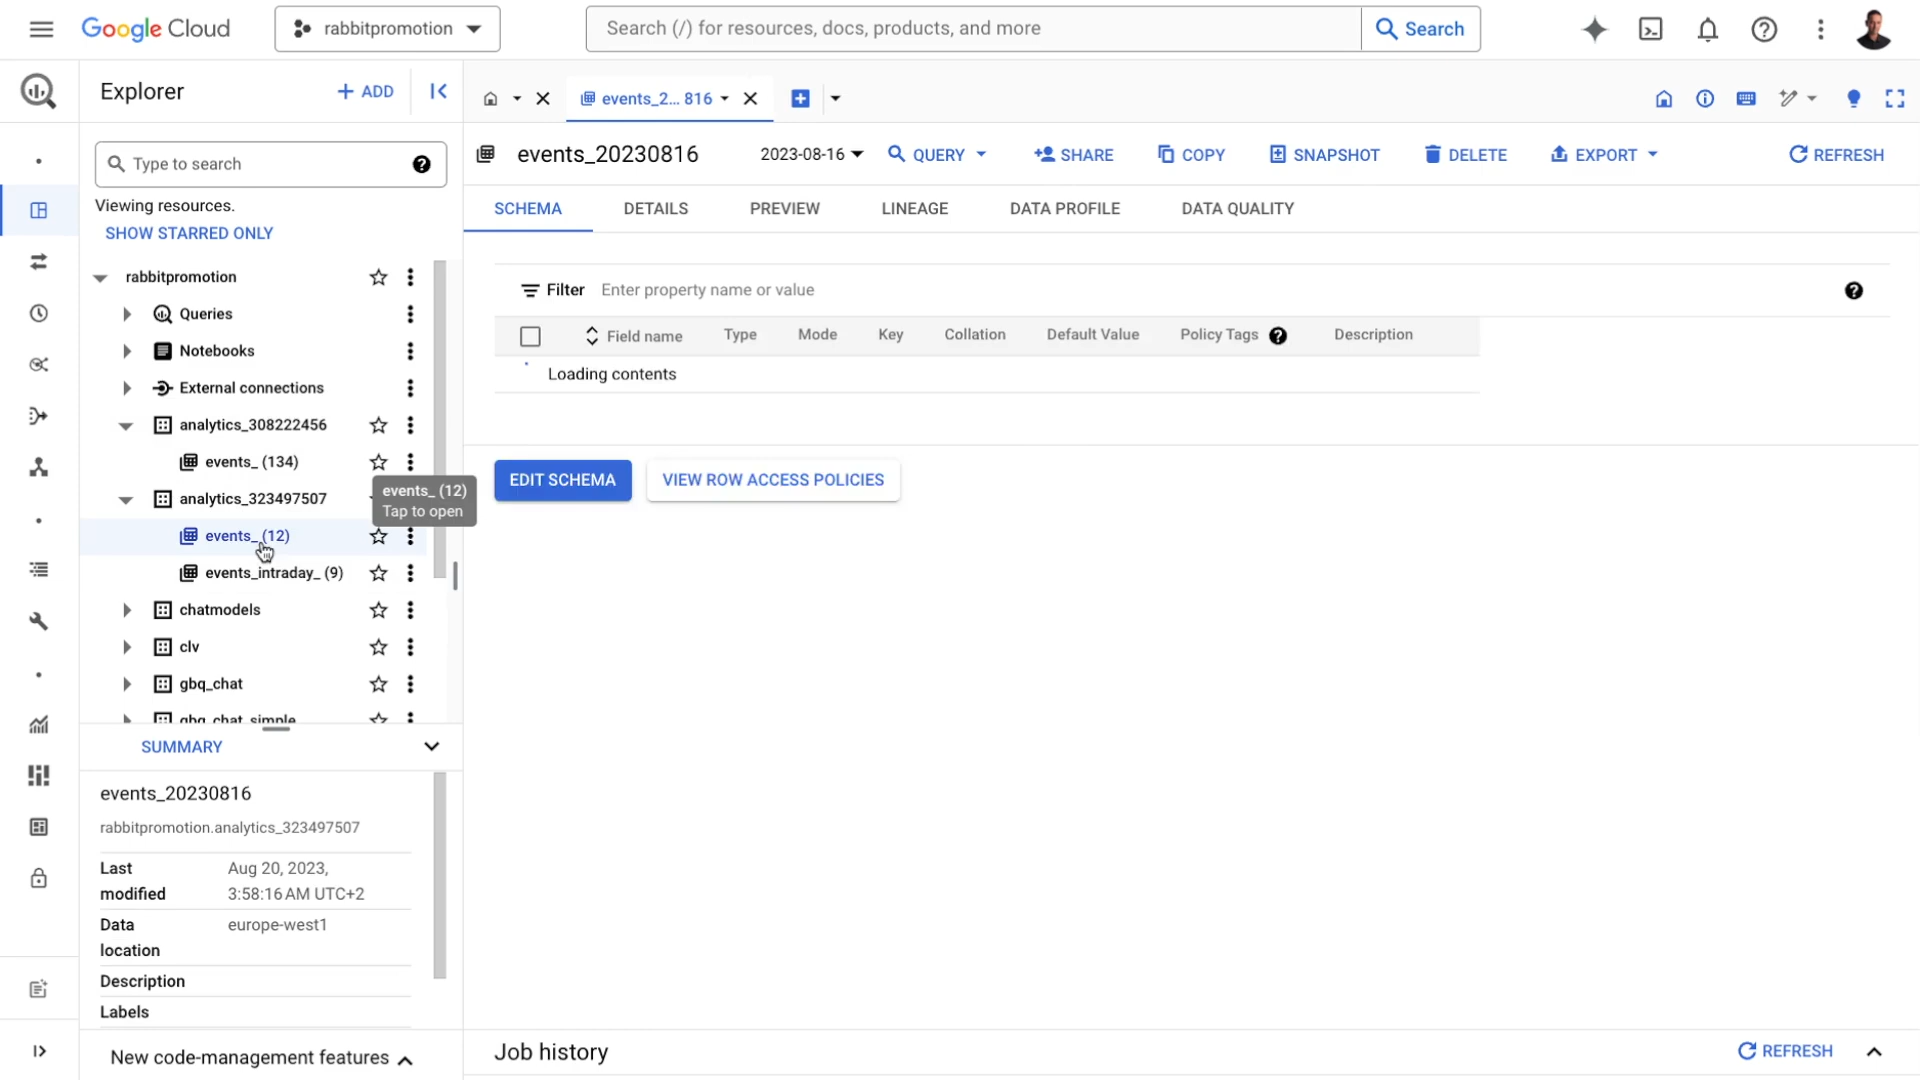 Google Cloud
rabbitpromotion
Search (/) for resources, docs, products, and more
Search
Explorer
+ ADD
events_2... 816
Type to search
Viewing resources.
SHOW STARRED ONLY
rabbitpromotion
Queries
Notebooks
External connections
analytics_308222456
events_ (134)
analytics_323497507
events_ (12)
Tap to open
events_ (12)
events_intraday_ (9)
chatmodels
clv
gbq_chat
gbq_chat_simple
SUMMARY
events_20230816
rabbitpromotion.analytics_323497507
Last modified
Aug 20, 2023, 3:58:16 AM UTC+2
Data location
europe-west1
Description
Labels
New code-management features
events_20230816
2023-08-16
QUERY
SHARE
COPY
SNAPSHOT
DELETE
EXPORT
REFRESH
SCHEMA
DETAILS
PREVIEW
LINEAGE
DATA PROFILE
DATA QUALITY
Filter
Enter property name or value
Field name
Type
Mode
Key
Collation
Default Value
Policy Tags
Description
Loading contents
EDIT SCHEMA
VIEW ROW ACCESS POLICIES
Job history
REFRESH